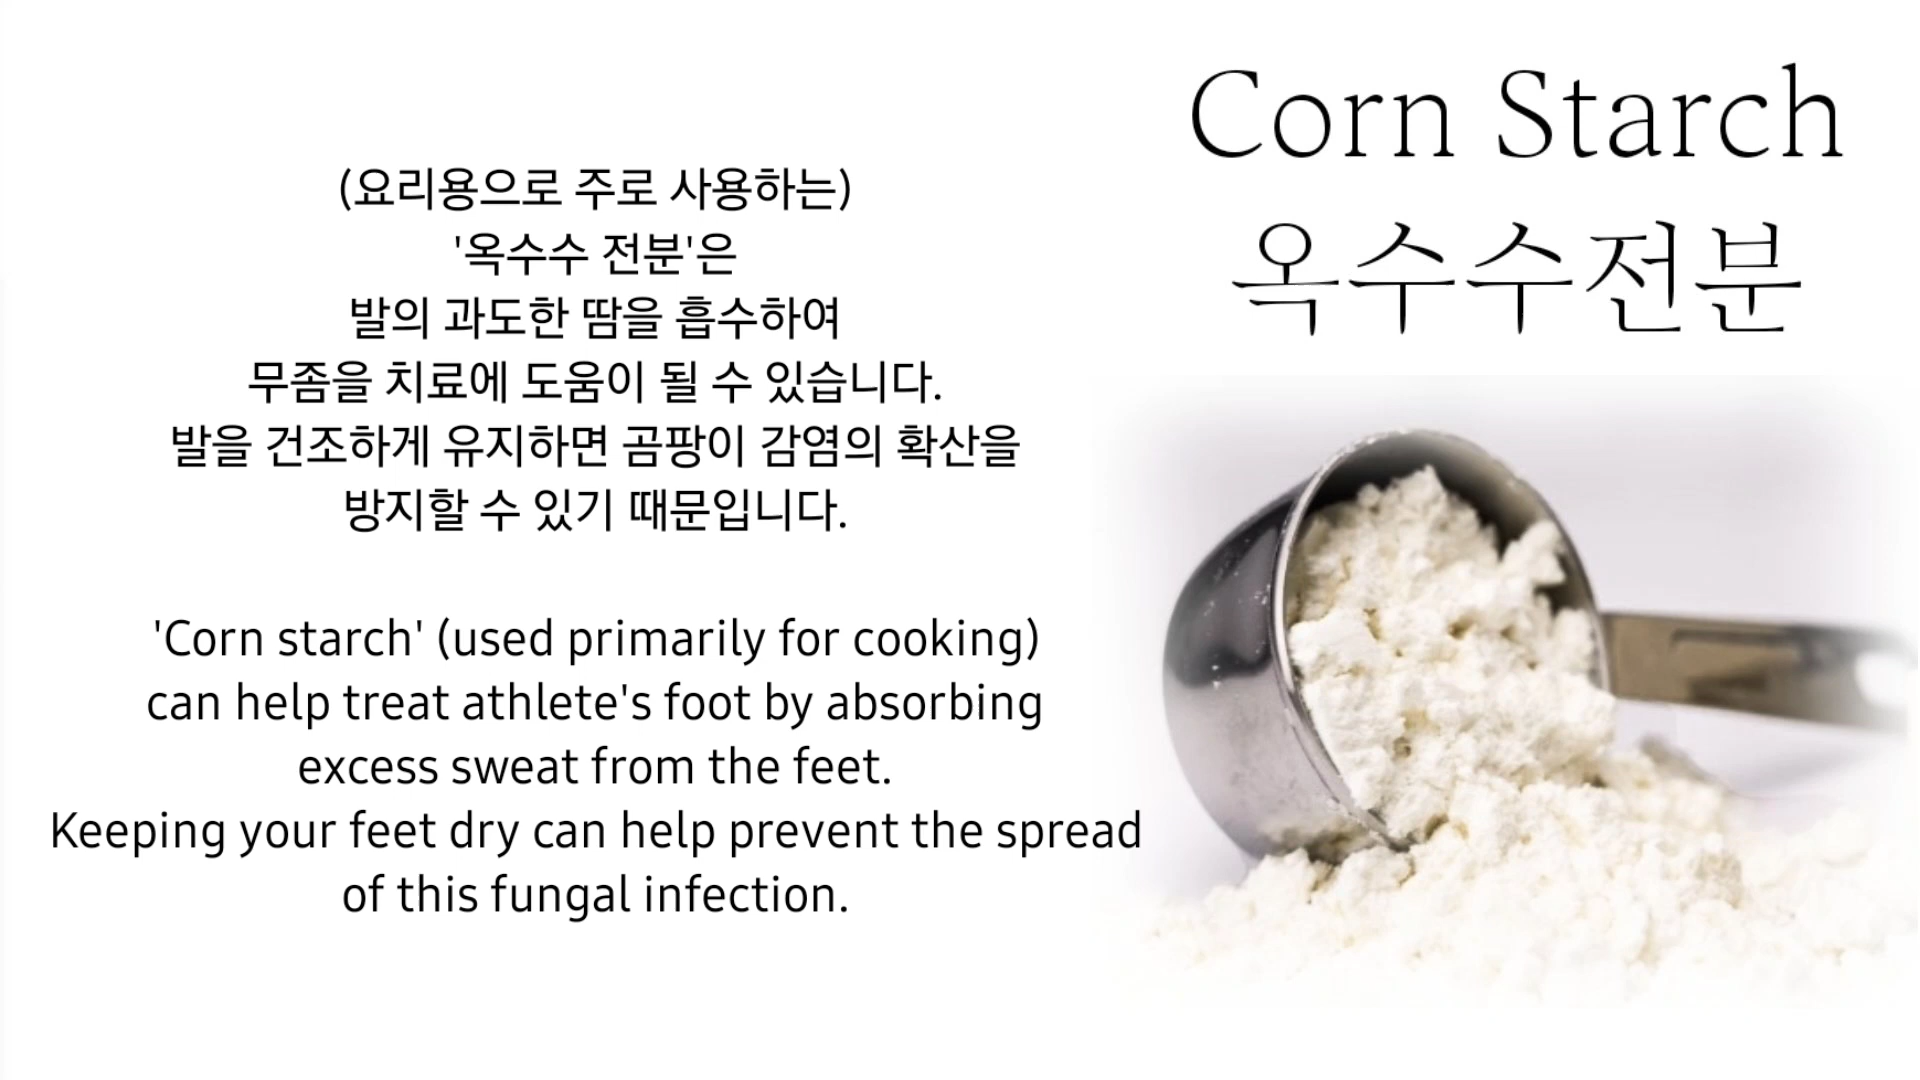 Corn Starch
옥수수전분
(요리용으로 주로 사용하는)
'옥수수 전분'은
발의 과도한 땀을 흡수하여
무좀을 치료에 도움이 될 수 있습니다.
발을 건조하게 유지하면 곰팡이 감염의 확산을
방지할 수 있기 때문입니다.
'Corn starch' (used primarily for cooking)
can help treat athlete's foot by absorbing
excess sweat from the feet.
Keeping your feet dry can help prevent the spread
of this fungal infection.